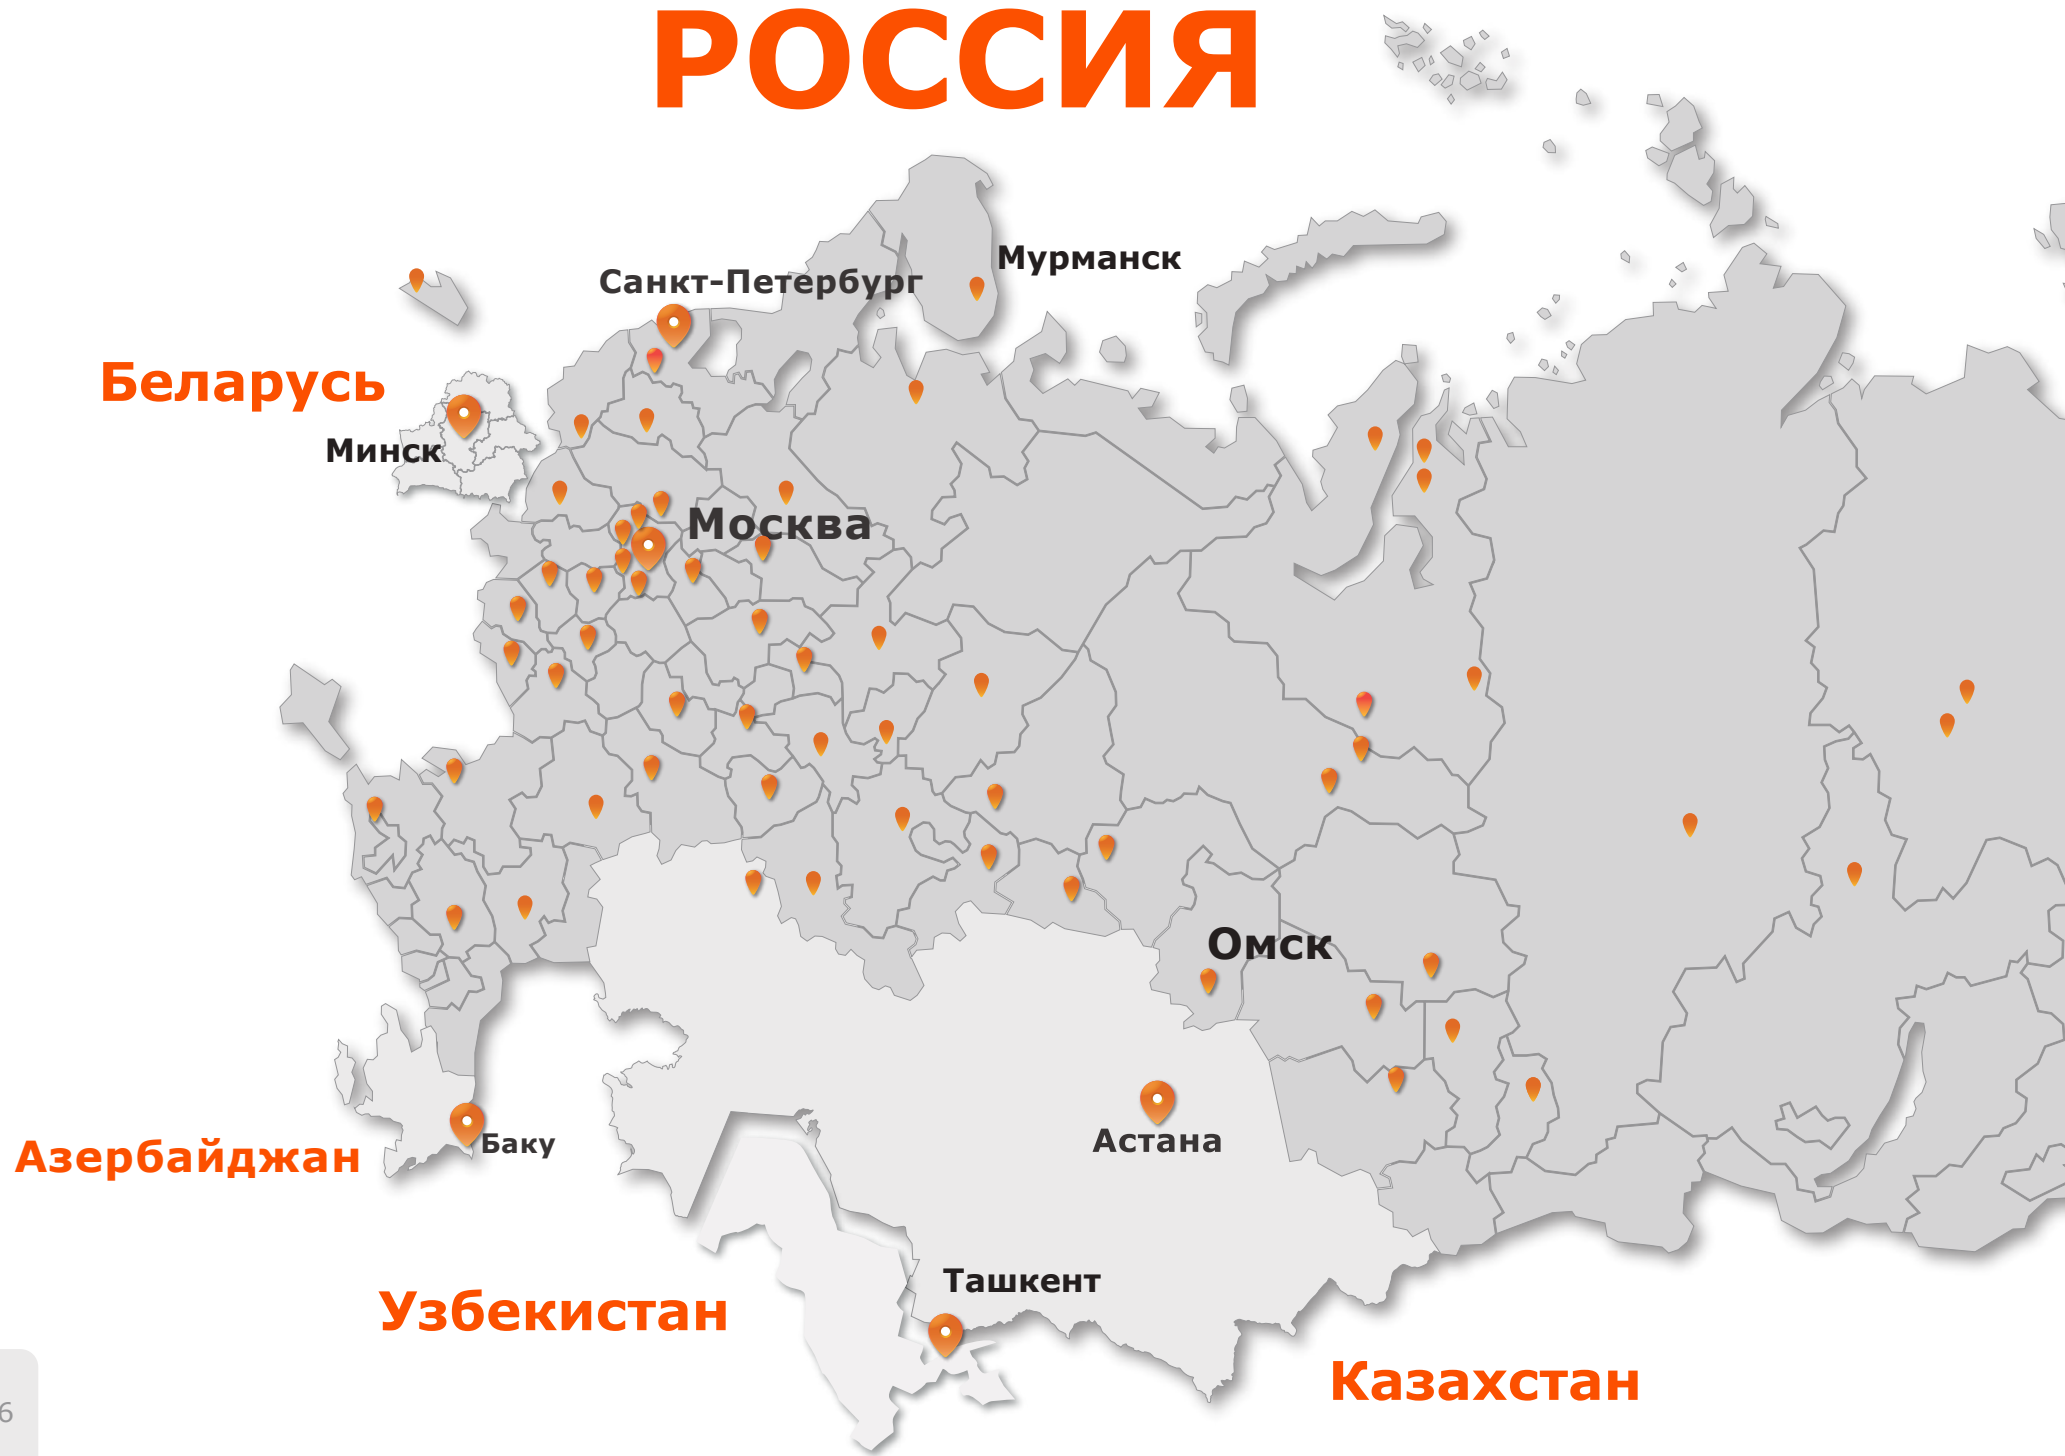 РОССИЯ
Мурманск
Санкт-Петербург
Беларусь
Минск
Москва
Омск
Астана
Баку
Азербайджан
Ташкент
Узбекистан
Казахстан
6